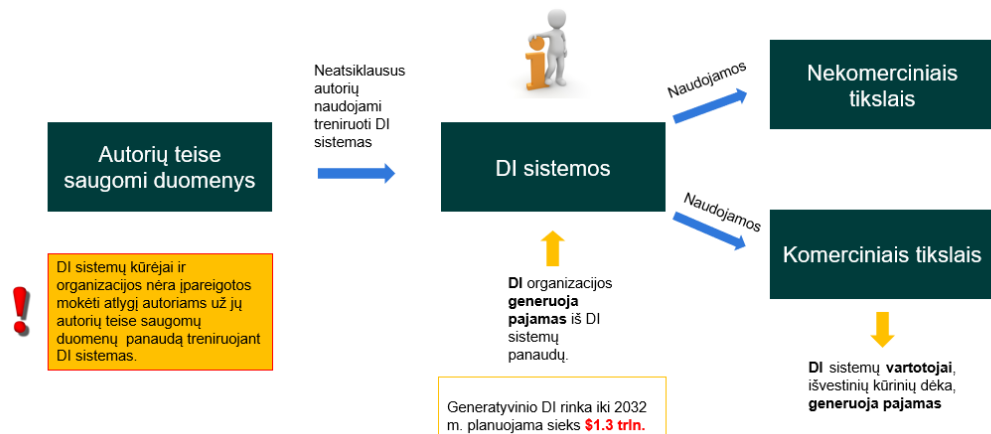 Neatsiklausus
autorių
naudojami
treniruoti DI
sistemas
Naudojamos
Nekomerciniais
tikslais
Autorių teise
saugomi duomenys
DI sistemos
Naudojamos
Komerciniais tikslais
DI sistemų kūrėjai ir
organizacijos nėra įpareigotos
mokėti atlygį autoriams už jų
autorių teise saugomų
duomenų panaudą treniruojant
DI sistemas.
DI organizacijos
generuoja
pajamas iš DI
sistemų
panaudų.
DI sistemų vartotojai,
išvestinių kūrinių dėka,
generuoja pajamas
Generatyvinio DI rinka iki 2032
m. planuojama sieks $1.3 trln.